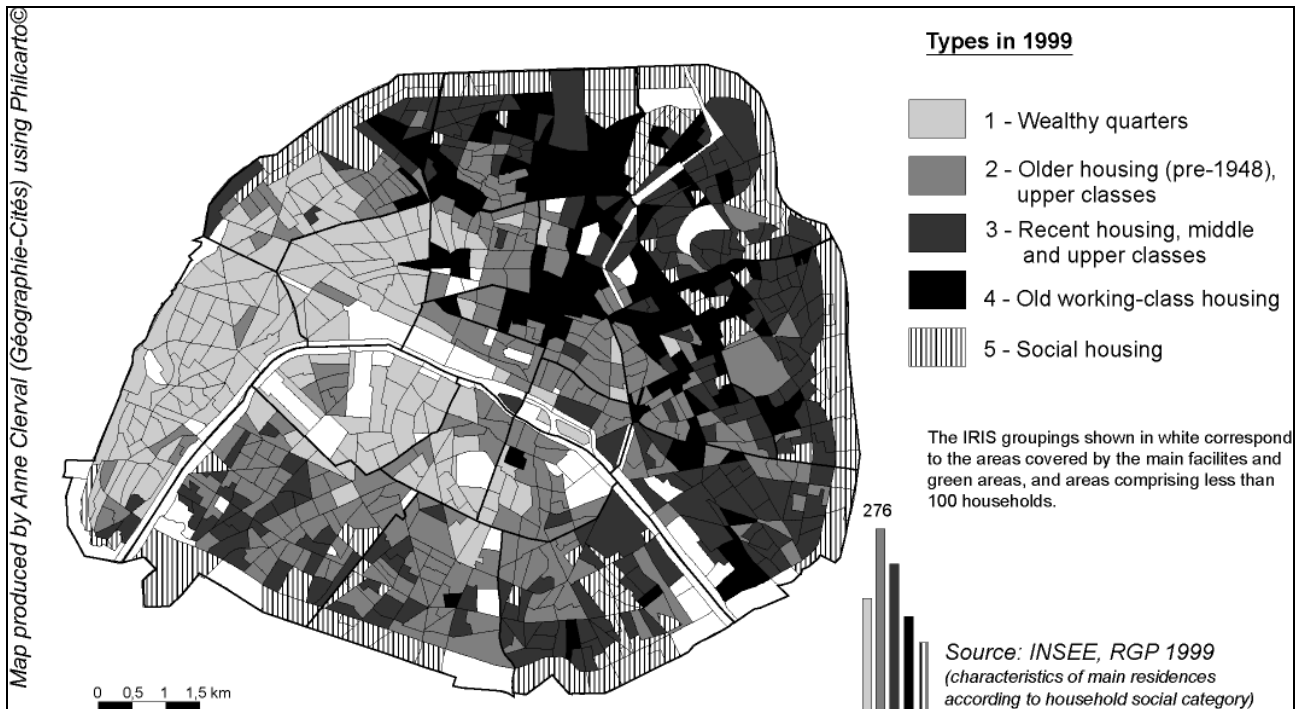 Map produced by Anne Clerval (Géographie-Cités) using Philcarto©
Types in 1999
1 - Wealthy quarters
2 - Older housing (pre-1948),
upper classes
3 - Recent housing, middle
and upper classes
4 - Old working-class housing
5 - Social housing
The IRIS groupings shown in white correspond
to the areas covered by the main facilites and
green areas, and areas comprising less than
100 households.
276
Source: INSEE, RGP 1999
(characteristics of main residences
according to household social category)
0 0,5 1 1,5 km